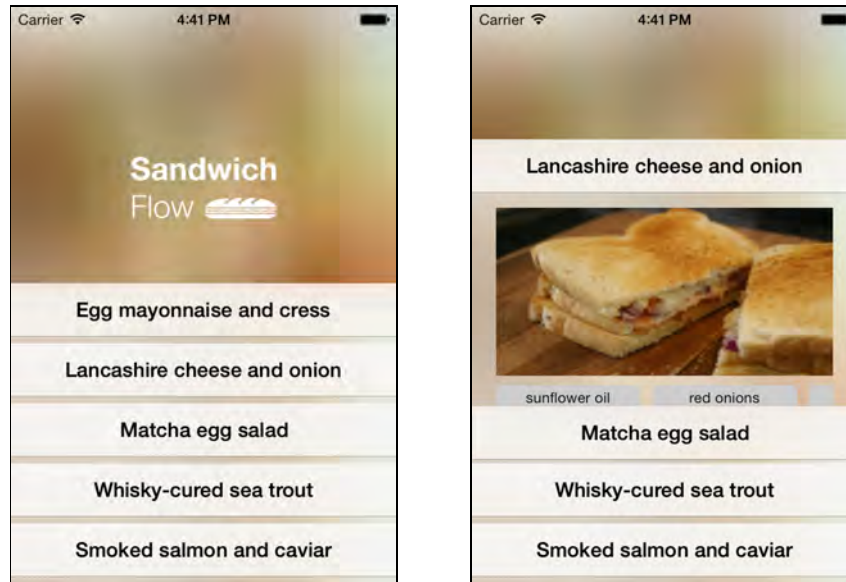 Carrier 4:41 PM
Sandwich
Flow
Egg mayonnaise and cress
Lancashire cheese and onion
Matcha egg salad
Whisky-cured sea trout
Smoked salmon and caviar
Carrier 4:41 PM
Lancashire cheese and onion
sunflower oil red onions
Matcha egg salad
Whisky-cured sea trout
Smoked salmon and caviar